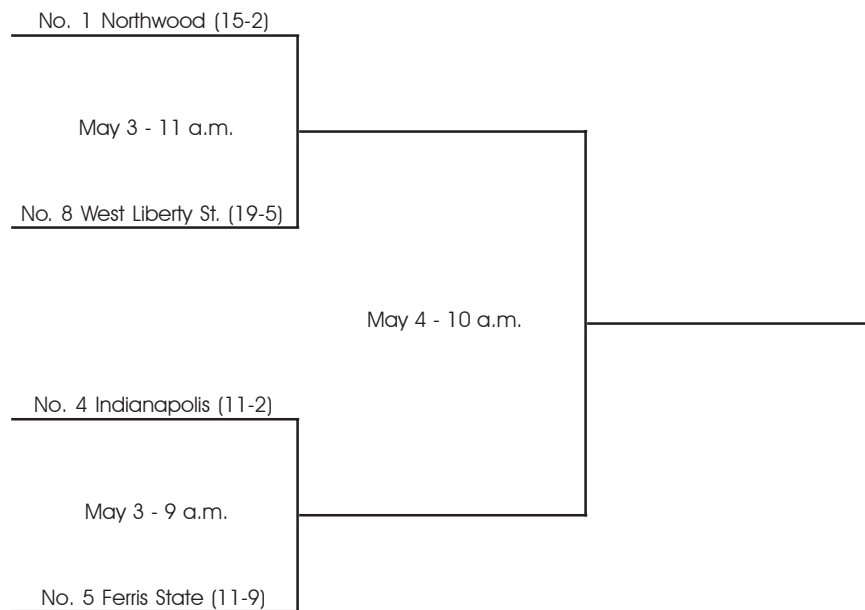 No. 1 Northwood (15-2)
May 3 - 11 a.m.
No. 8 West Liberty St. (19-5)
May 4 - 10 a.m.
No. 4 Indianapolis (11-2)
May 3 - 9 a.m.
No. 5 Ferris State (11-9)